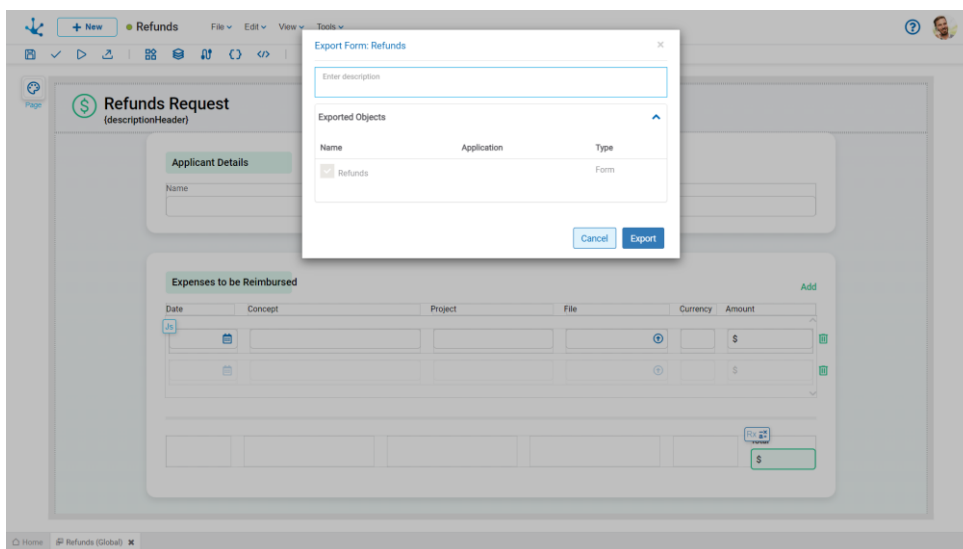 New
Refunds
File Edit View Tools
Export Form: Refunds
Enter description
Page
Refunds Request
{descriptionHeader}
Exported Objects
Name Application Type
Refunds Form
Applicant Details
Name
Cancel Export
Expenses to be Reimbursed
Add
Date Concept Project File Currency Amount
Js
$
$
Rx
$
Home Refunds (Global)